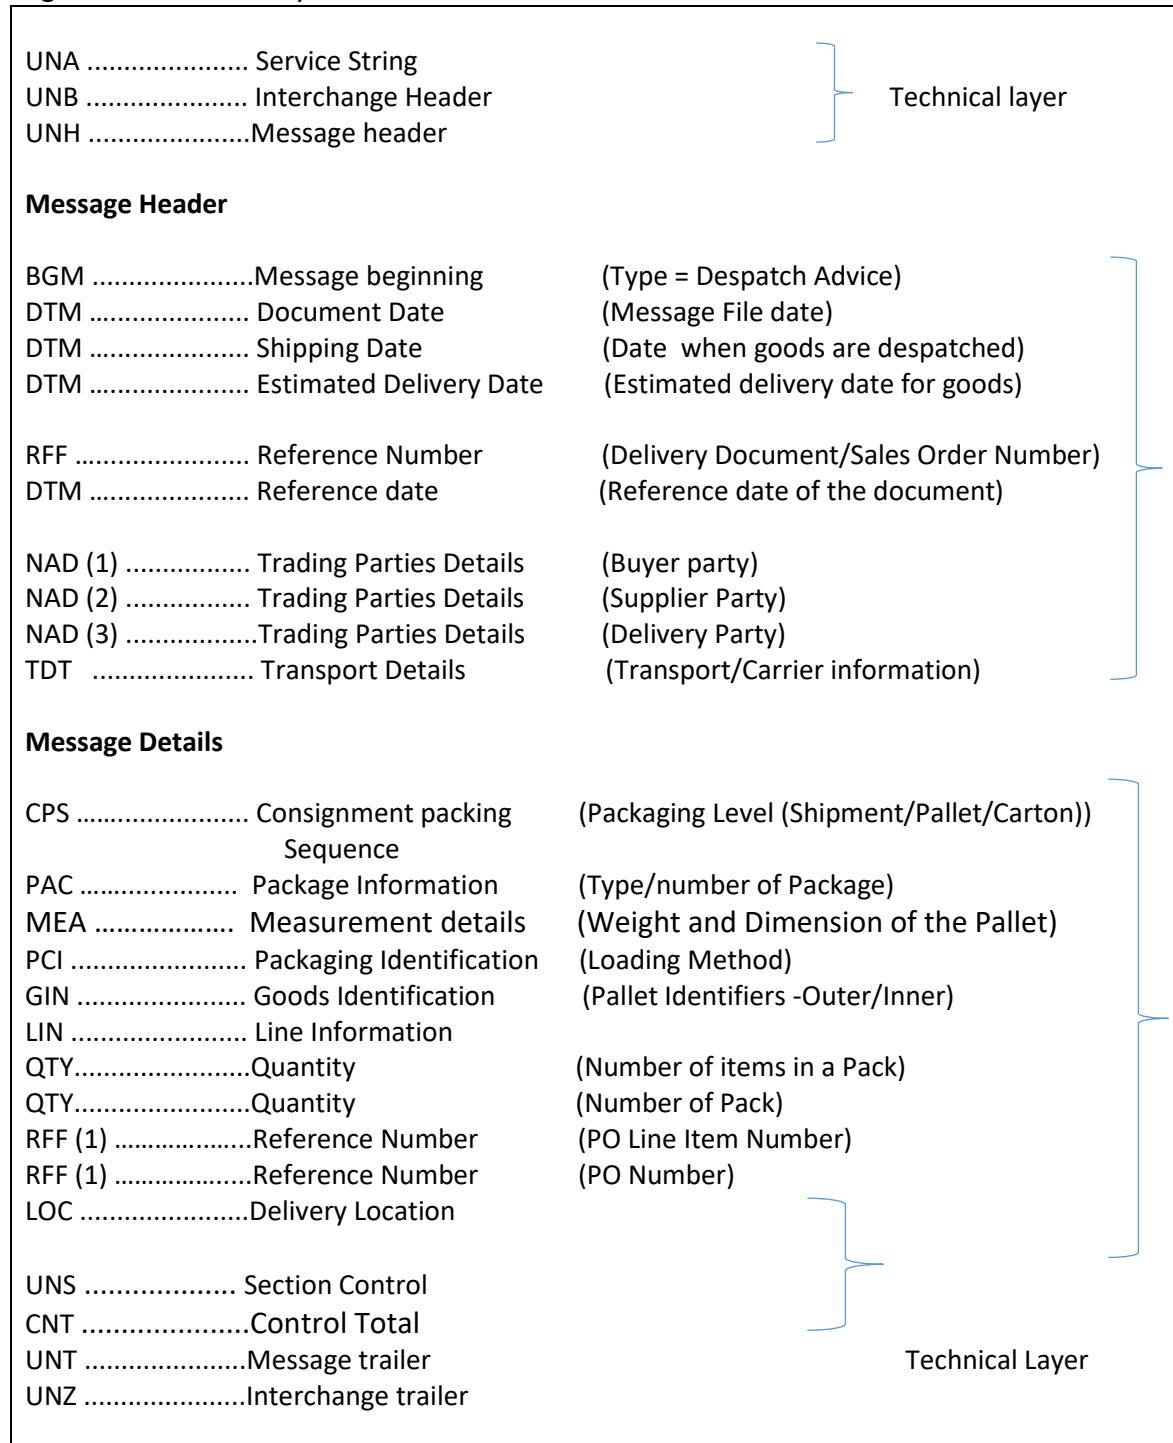 UNA ...................... Service String
UNB ...................... Interchange Header Technical layer
UNH ......................Message header
Message Header
BGM ......................Message beginning (Type = Despatch Advice)
DTM ...................... Document Date (Message File date)
DTM ...................... Shipping Date (Date when goods are despatched)
DTM ...................... Estimated Delivery Date (Estimated delivery date for goods)
RFF ........................ Reference Number (Delivery Document/Sales Order Number)
DTM ...................... Reference date (Reference date of the document)
NAD (1) ................. Trading Parties Details (Buyer party)
NAD (2) ................. Trading Parties Details (Supplier Party)
NAD (3) ..................Trading Parties Details (Delivery Party)
TDT ...................... Transport Details (Transport/Carrier information)
Message Details
CPS ........................ Consignment packing (Packaging Level (Shipment/Pallet/Carton))
Sequence
PAC ...................... Package Information (Type/number of Package)
MEA .................... Measurement details (Weight and Dimension of the Pallet)
PCI ........................ Packaging Identification (Loading Method)
GIN ....................... Goods Identification (Pallet Identifiers -Outer/Inner)
LIN ........................ Line Information
QTY........................Quantity (Number of items in a Pack)
QTY........................Quantity (Number of Pack)
RFF (1) ...................Reference Number (PO Line Item Number)
RFF (1) ...................Reference Number (PO Number)
LOC .......................Delivery Location
UNS ................... Section Control
CNT .....................Control Total
UNT ......................Message trailer Technical Layer
UNZ ......................Interchange trailer